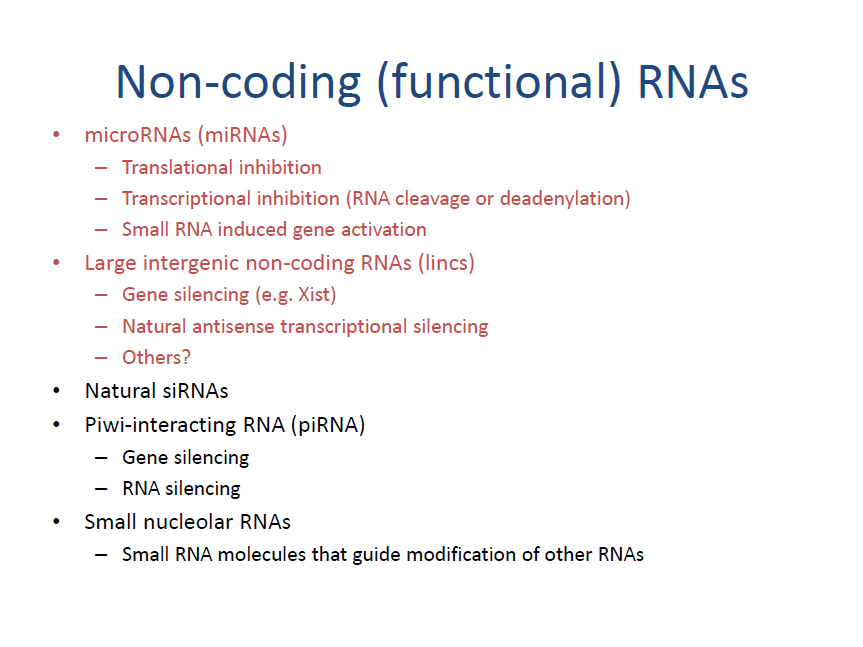 Non-coding (functional) RNAs
• microRNAs (miRNAs)
– Translational inhibition
– Transcriptional inhibition (RNA cleavage or deadenylation)
– Small RNA induced gene activation
• Large intergenic non-coding RNAs (lincs)
– Gene silencing (e.g. Xist)
– Natural antisense transcriptional silencing
– Others?
• Natural siRNAs
• Piwi-interacting RNA (piRNA)
– Gene silencing
– RNA silencing
• Small nucleolar RNAs
– Small RNA molecules that guide modification of other RNAs